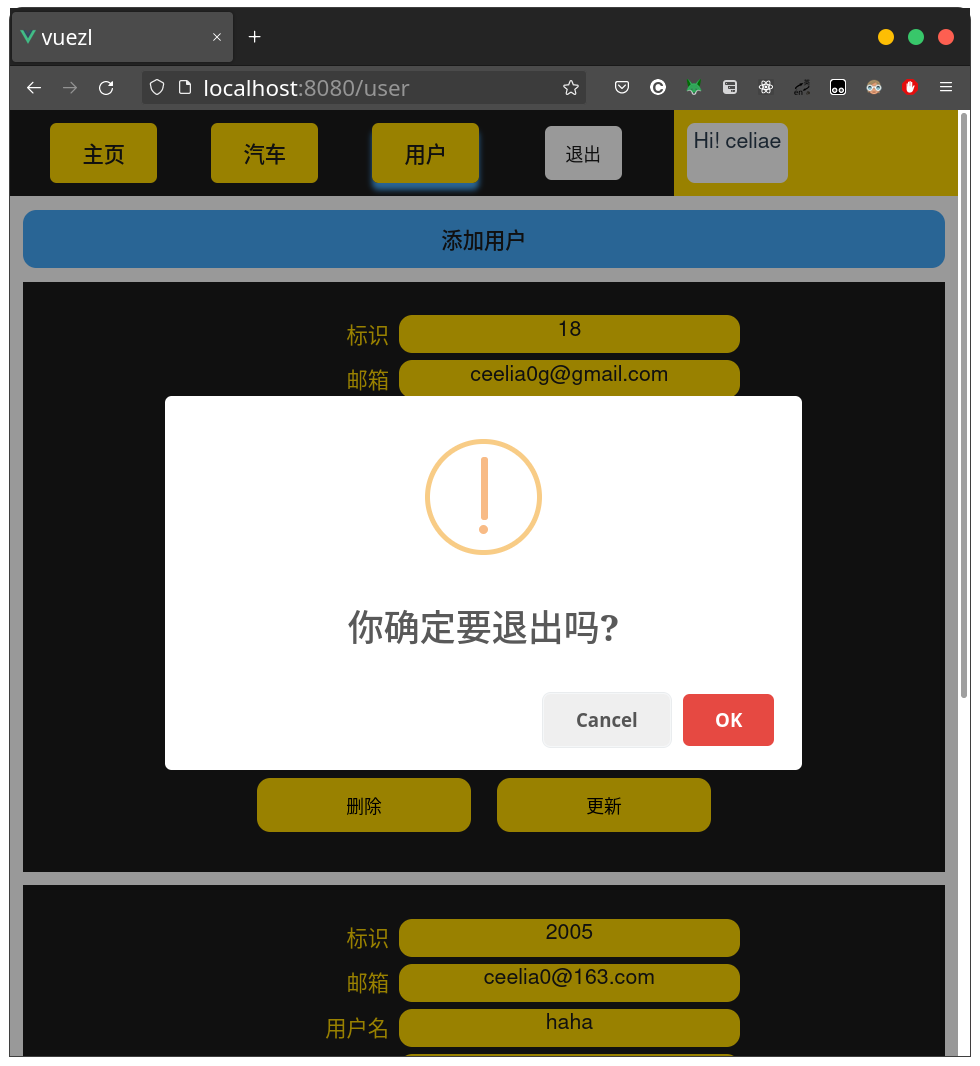 vuezl
localhost:8080/user
主页 汽车 用户 退出 Hi! celiae
添加用户
标识 18
邮箱 ceelia0g@gmail.com
你确定要退出吗?
Cancel OK
删除 更新
标识 2005
邮箱 ceelia0@163.com
用户名 haha